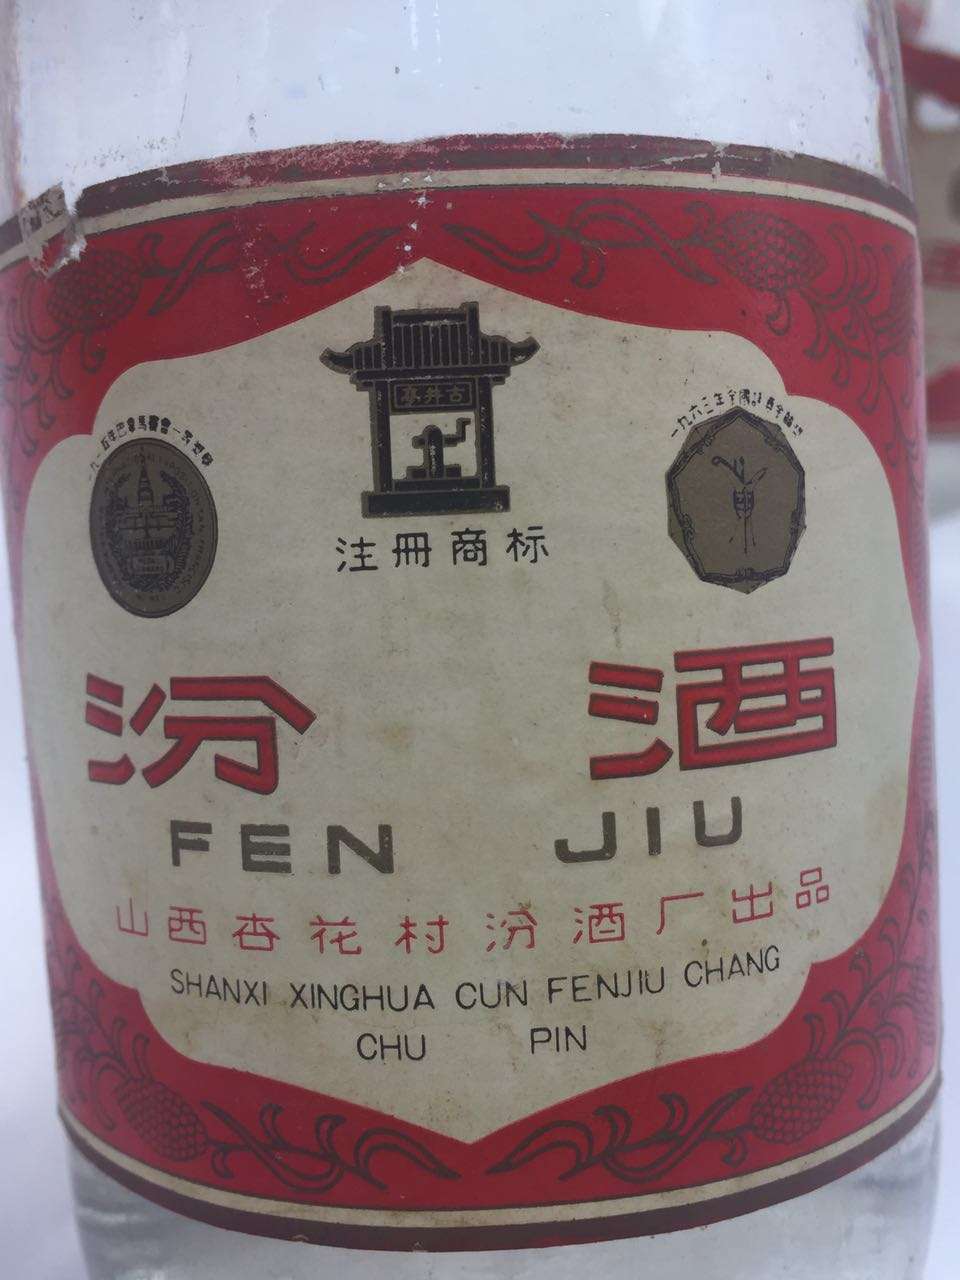 古井亭
注册商标
汾酒
FEN JIU
山西杏花村汾酒厂出品
SHANXI XINGHUA CUN FENJIU CHANG
CHU PIN